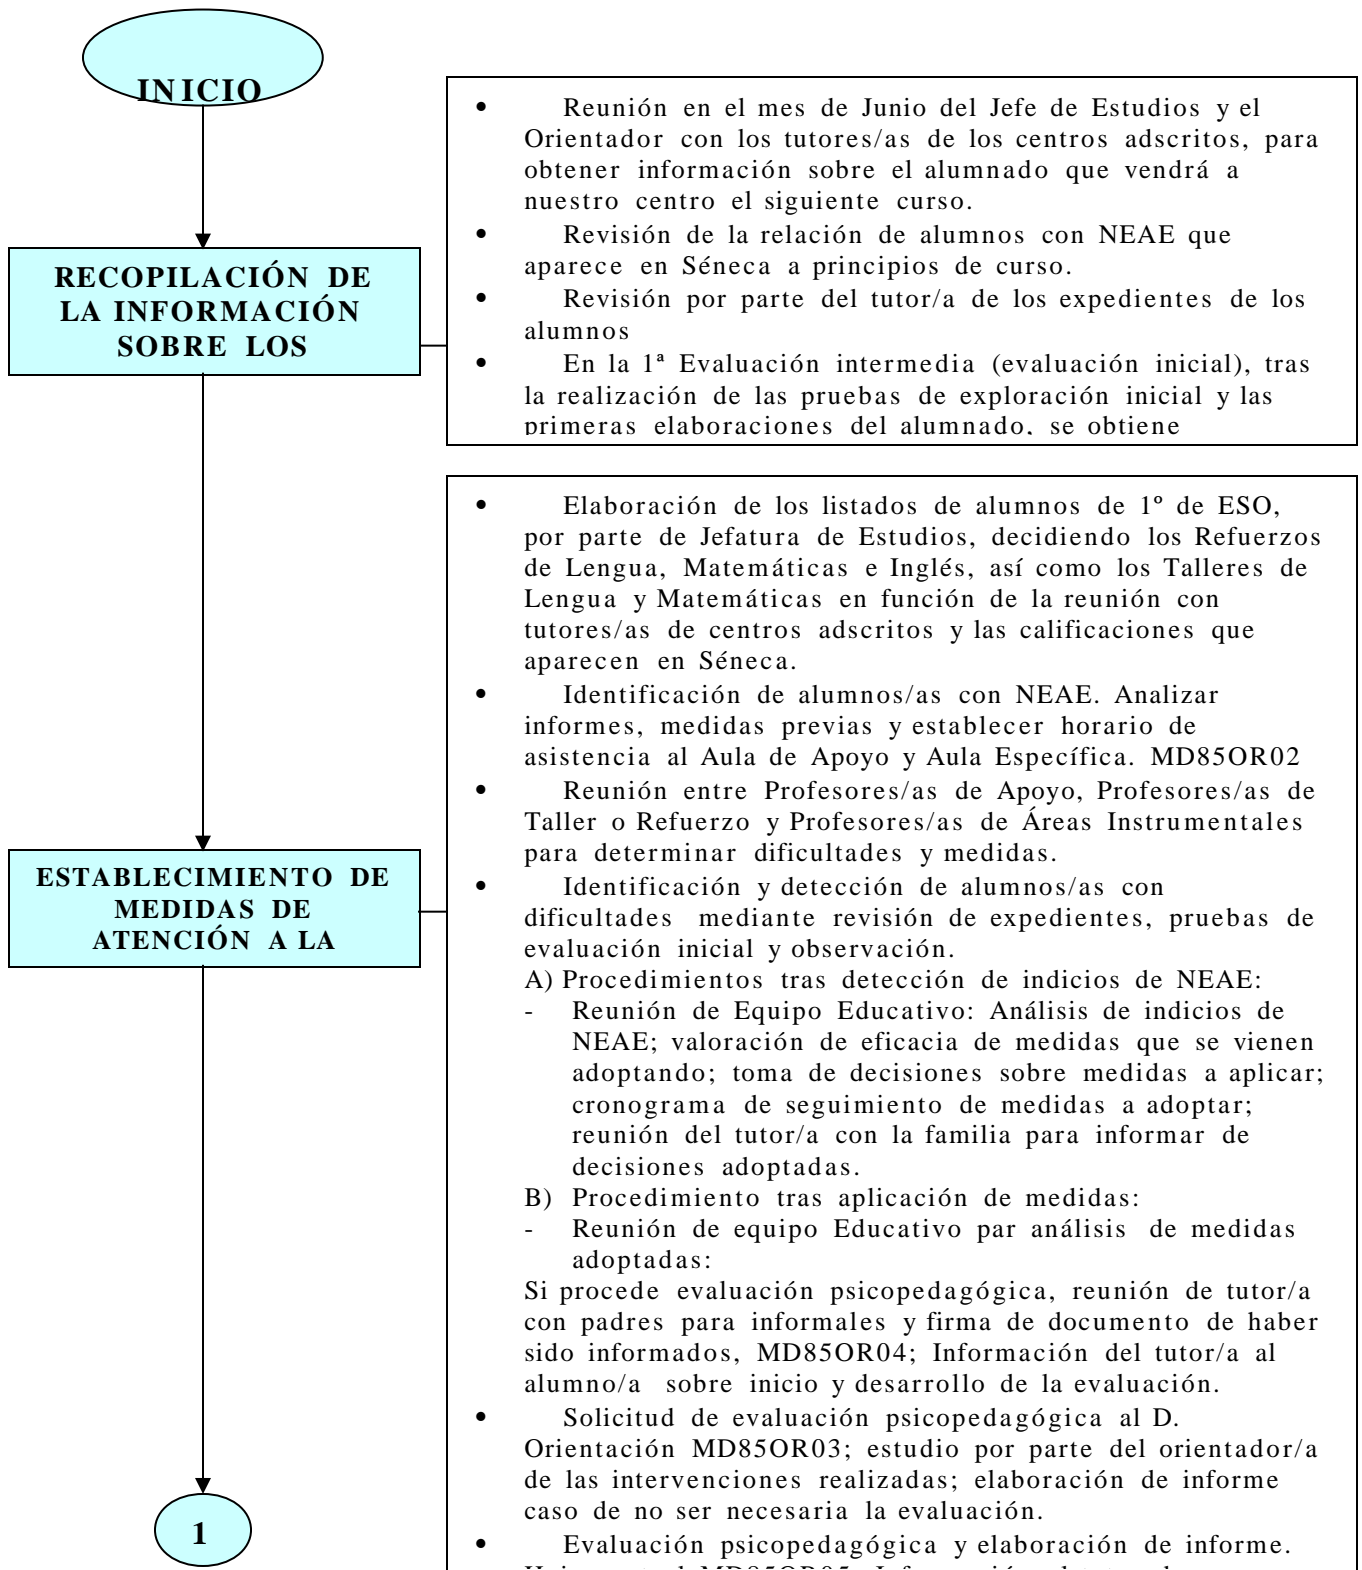 INICIO
• Reunión en el mes de Junio del Jefe de Estudios y el
Orientador con los tutores/as de los centros adscritos, para
obtener información sobre el alumnado que vendrá a
nuestro centro el siguiente curso.
• Revisión de la relación de alumnos con NEAE que
aparece en Séneca a principios de curso.
• Revisión por parte del tutor/a de los expedientes de los
alumnos
• En la 1ª Evaluación intermedia (evaluación inicial), tras
la realización de las pruebas de exploración inicial y las
primeras elaboraciones del alumnado, se obtiene
RECOPILACIÓN DE
LA INFORMACIÓN
SOBRE LOS
• Elaboración de los listados de alumnos de 1º de ESO,
por parte de Jefatura de Estudios, decidiendo los Refuerzos
de Lengua, Matemáticas e Inglés, así como los Talleres de
Lengua y Matemáticas en función de la reunión con
tutores/as de centros adscritos y las calificaciones que
aparecen en Séneca.
• Identificación de alumnos/as con NEAE. Analizar
informes, medidas previas y establecer horario de
asistencia al Aula de Apoyo y Aula Específica. MD85OR02
• Reunión entre Profesores/as de Apoyo, Profesores/as de
Taller o Refuerzo y Profesores/as de Áreas Instrumentales
para determinar dificultades y medidas.
• Identificación y detección de alumnos/as con
dificultades mediante revisión de expedientes, pruebas de
evaluación inicial y observación.
A) Procedimientos tras detección de indicios de NEAE:
- Reunión de Equipo Educativo: Análisis de indicios de
NEAE; valoración de eficacia de medidas que se vienen
adoptando; toma de decisiones sobre medidas a aplicar;
cronograma de seguimiento de medidas a adoptar;
reunión del tutor/a con la familia para informar de
decisiones adoptadas.
B) Procedimiento tras aplicación de medidas:
- Reunión de equipo Educativo par análisis de medidas
adoptadas:
Si procede evaluación psicopedagógica, reunión de tutor/a
con padres para informales y firma de documento de haber
sido informados, MD85OR04; Información del tutor/a al
alumno/a sobre inicio y desarrollo de la evaluación.
• Solicitud de evaluación psicopedagógica al D.
Orientación MD85OR03; estudio por parte del orientador/a
de las intervenciones realizadas; elaboración de informe
caso de no ser necesaria la evaluación.
• Evaluación psicopedagógica y elaboración de informe.
ESTABLECIMIENTO DE
MEDIDAS DE
ATENCIÓN A LA
1